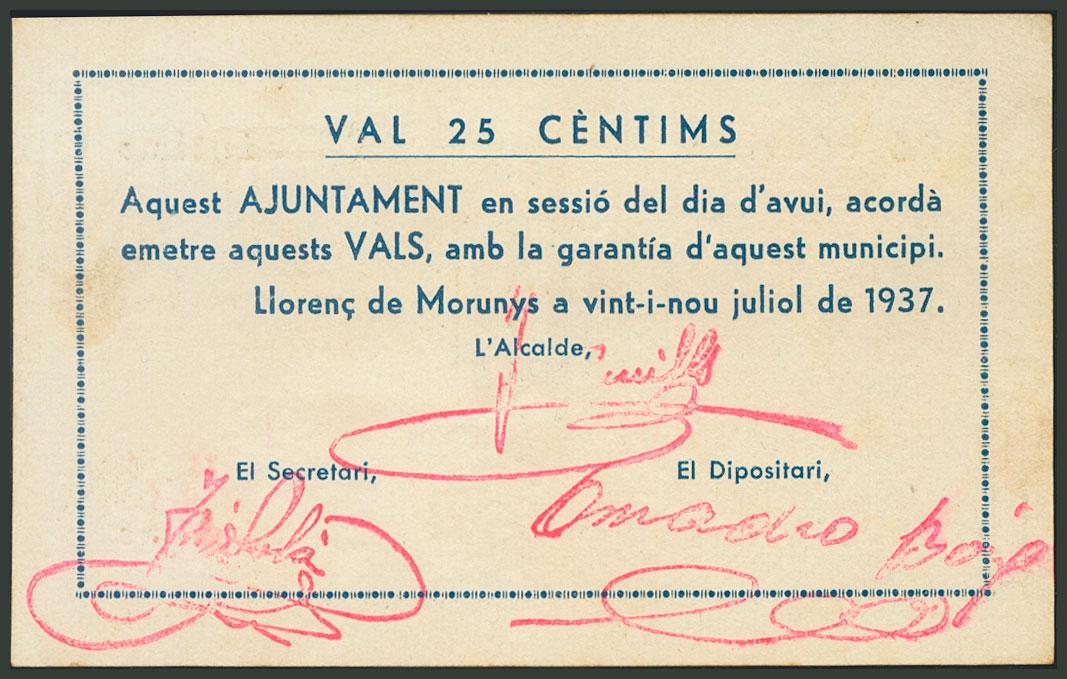 VAL 25 CÈNTIMS
Aquest AJUNTAMENT en sessió del dia d'avui, acordà
emetre aquests VALS, amb la garantía d'aquest municipi.
Llorenç de Morunys a vint-i-nou juliol de 1937.
L'Alcalde,
El Secretari, El Dipositari,
Amadro